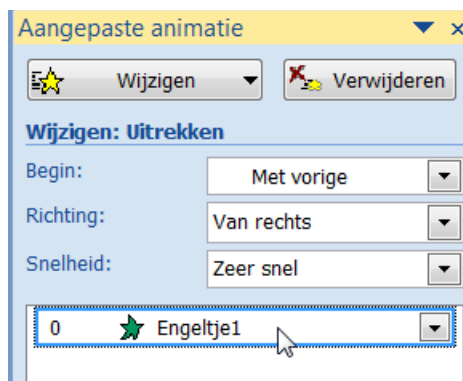 Aangepaste animatie
Wijzigen
Verwijderen
Wijzigen: Uitrekken
Begin: Met vorige
Richting: Van rechts
Snelheid: Zeer snel
0 Engeltje1